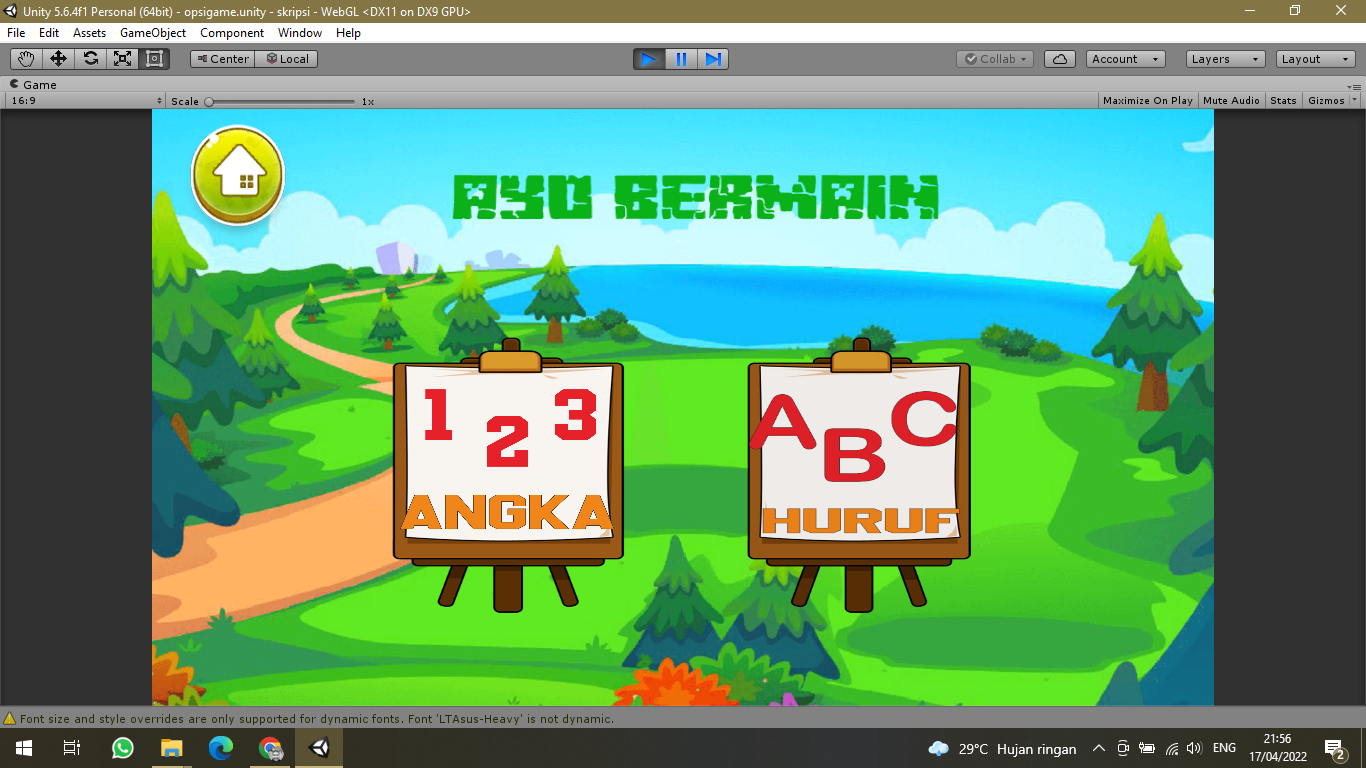 Unity 5.6.4f1 Personal (64bit) - opsigame.unity - skripsi - WebGL <DX11 on DX9 GPU>
File Edit Assets GameObject Component Window Help
Center Local Collab Account Layers Layout
Game
16:9 Scale 1x Maximize On Play Mute Audio Stats Gizmos
AYO BERMAIN
1 2 3
ANGKA
A B C
HURUF
Font size and style overrides are only supported for dynamic fonts. Font 'LTAsus-Heavy' is not dynamic.
29°C Hujan ringan ENG 21:56
17/04/2022
2